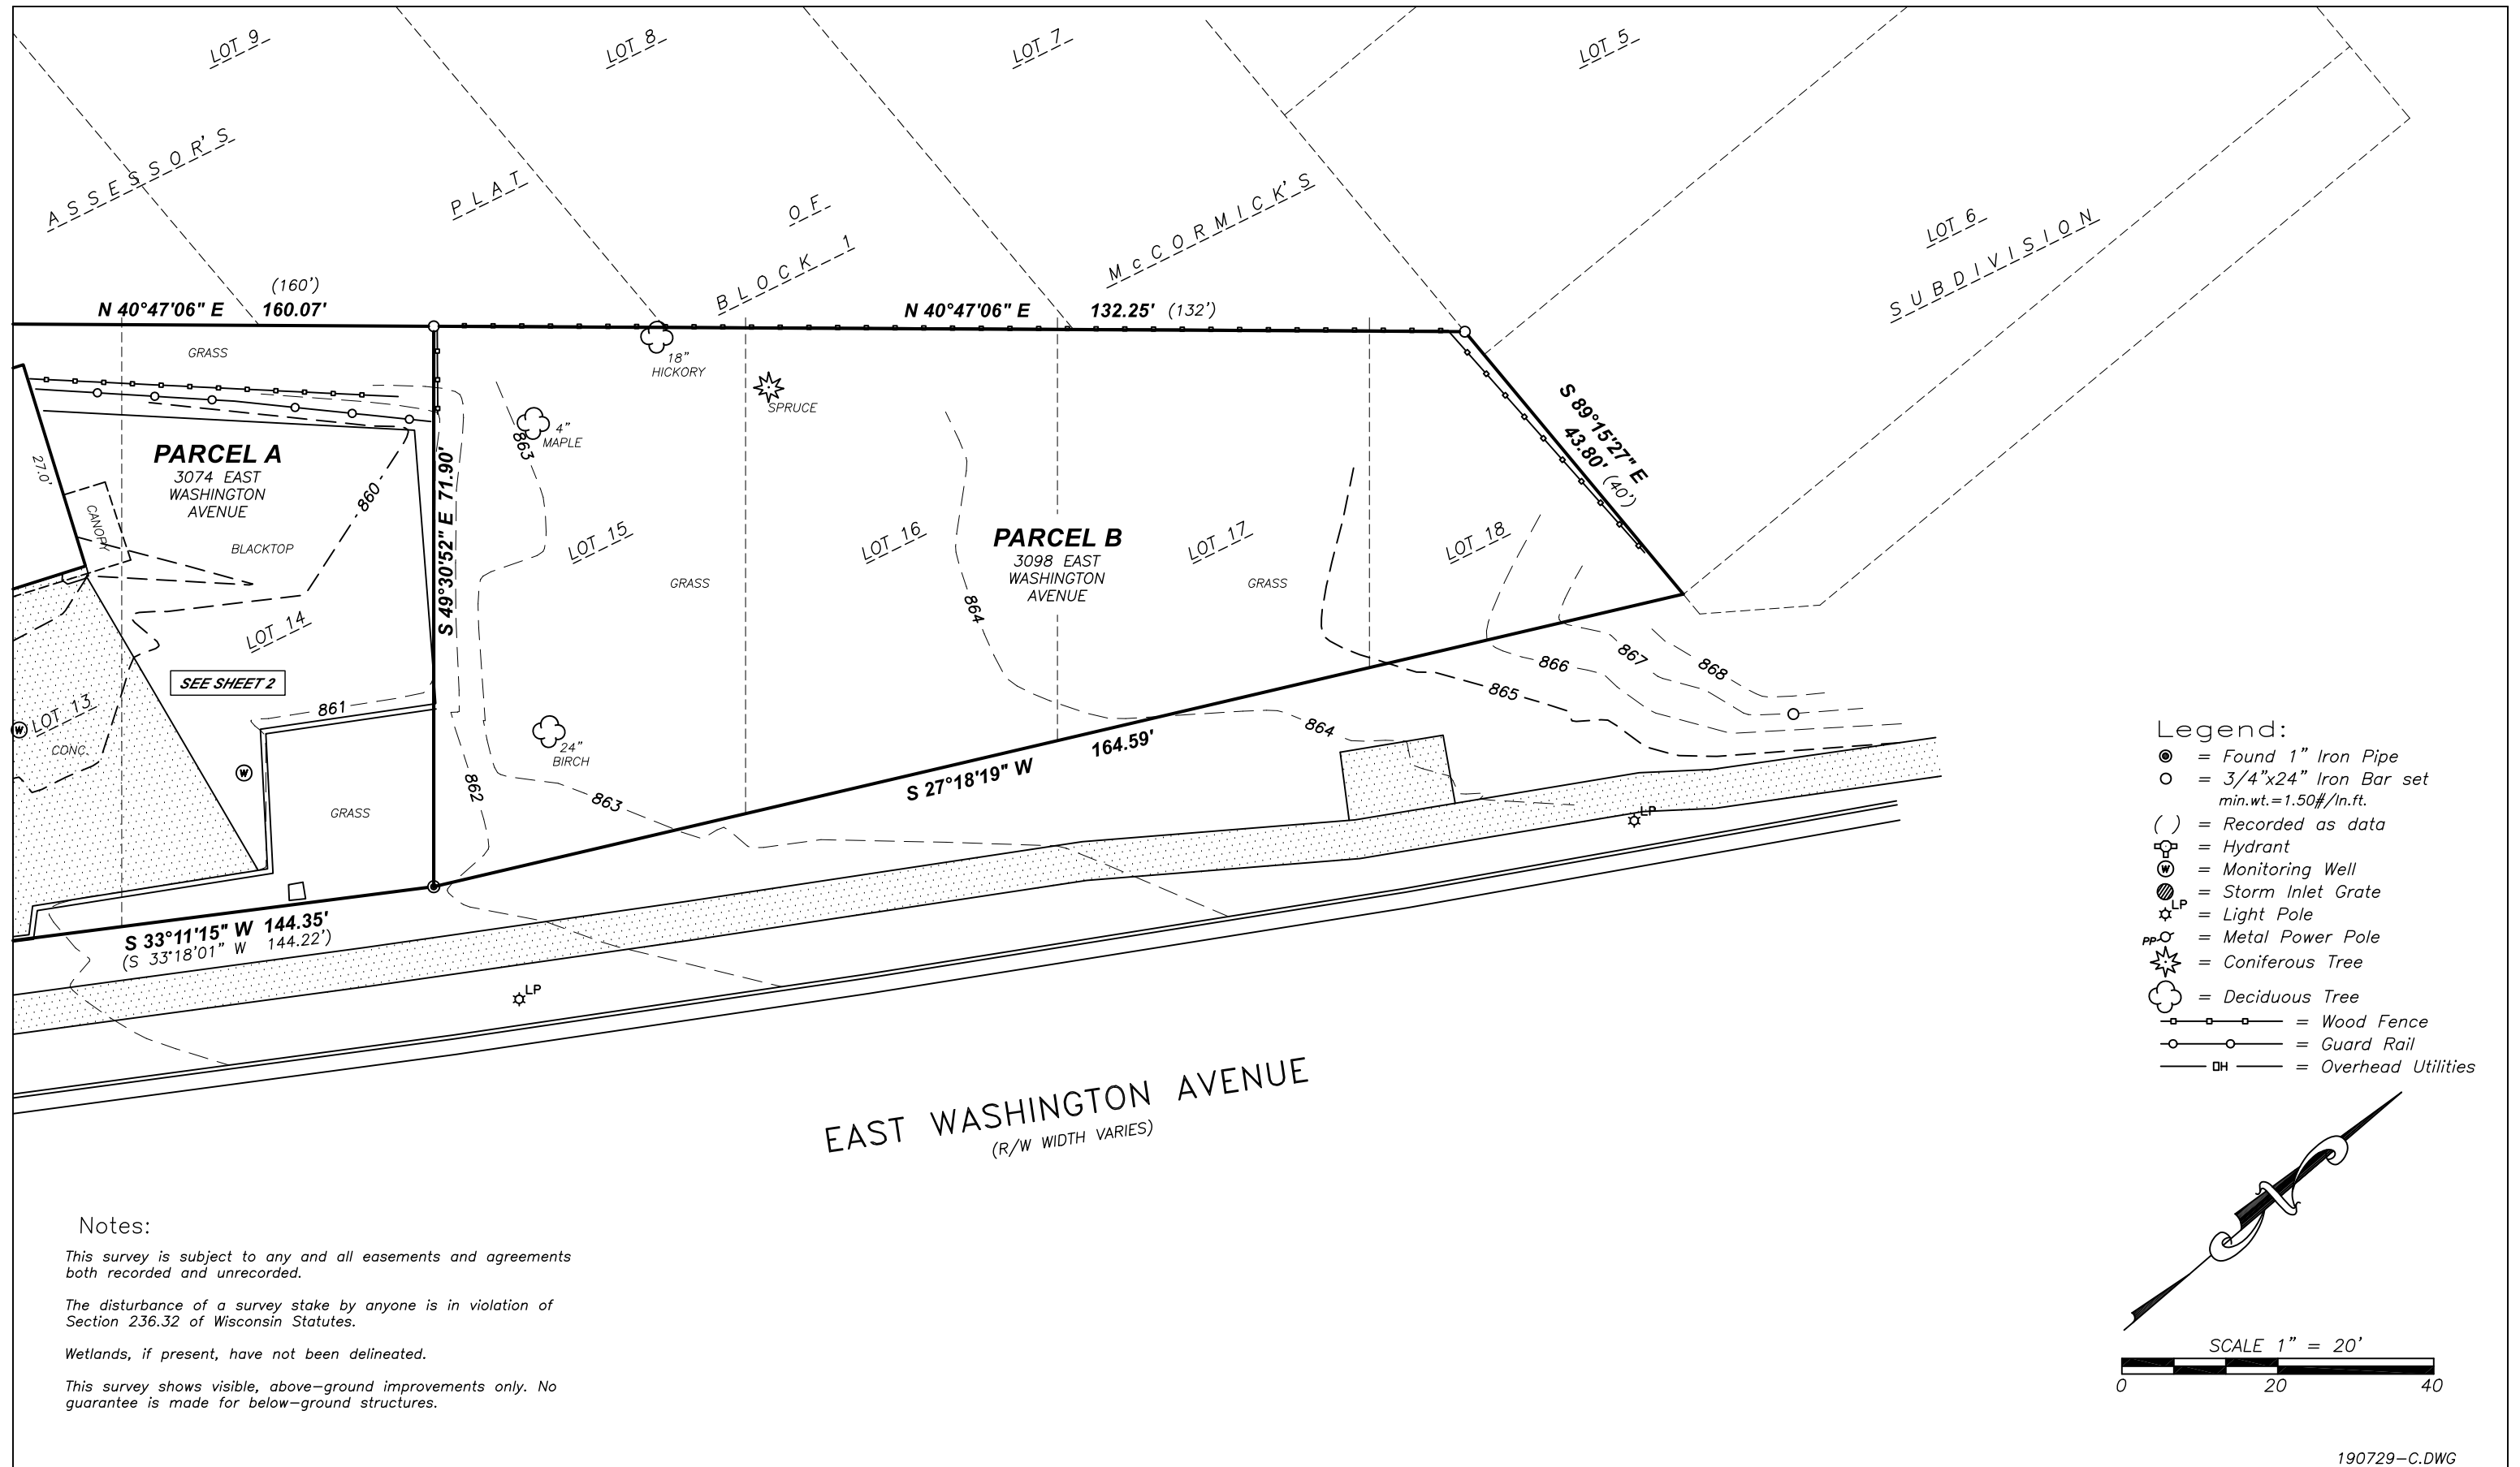 LOT 9
LOT 8
LOT 7
LOT 5
ASSESSOR'S
PLAT
OF
McCORMICK'S
BLOCK 1
LOT 6
SUBDIVISION
(160')
N 40°47'06" E 160.07'
N 40°47'06" E 132.25' (132')
GRASS
18"
HICKORY
SPRUCE
4"
MAPLE
863
S 89°15'27" E
43.80' (40')
PARCEL A
3074 EAST
WASHINGTON
AVENUE
27.0'
CANOPY
860
BLACKTOP
S 49°30'52" E 71.90'
LOT 15
LOT 16
PARCEL B
3098 EAST
WASHINGTON
AVENUE
LOT 17
LOT 18
GRASS
GRASS
864
LOT 14
SEE SHEET 2
LOT 13
CONC.
861
GRASS
862
24"
BIRCH
863
S 27°18'19" W 164.59'
864
865
866
867
868
LP
S 33°11'15" W 144.35'
(S 33°18'01" W 144.22')
LP
EAST WASHINGTON AVENUE
(R/W WIDTH VARIES)
Legend:
= Found 1" Iron Pipe
= 3/4"x24" Iron Bar set
min.wt.=1.50#/ln.ft.
( ) = Recorded as data
= Hydrant
W = Monitoring Well
= Storm Inlet Grate
LP = Light Pole
PP = Metal Power Pole
= Coniferous Tree
= Deciduous Tree
= Wood Fence
= Guard Rail
OH = Overhead Utilities
SCALE 1" = 20'
0 20 40
Notes:
This survey is subject to any and all easements and agreements
both recorded and unrecorded.
The disturbance of a survey stake by anyone is in violation of
Section 236.32 of Wisconsin Statutes.
Wetlands, if present, have not been delineated.
This survey shows visible, above-ground improvements only. No
guarantee is made for below-ground structures.
190729-C.DWG
W
W